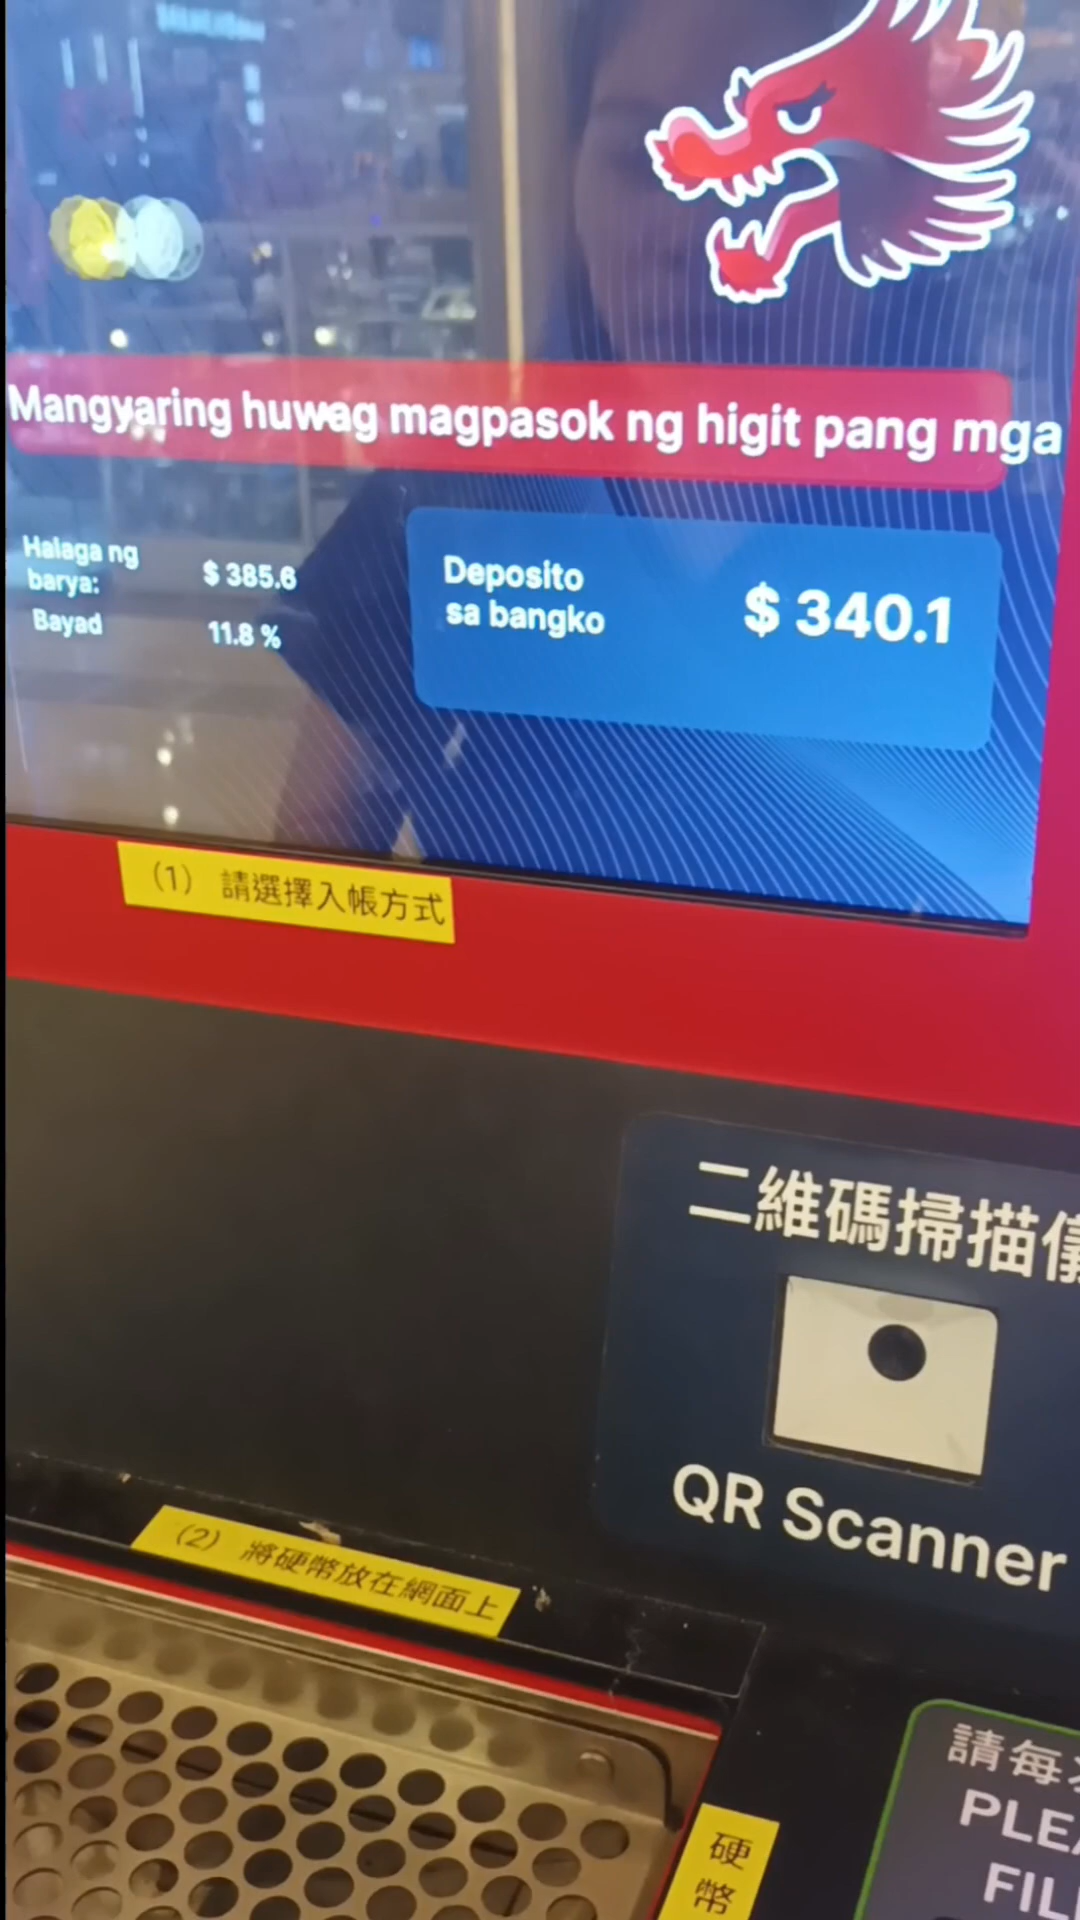 Mangyaring huwag magpasok ng higit pang mga
Halaga ng
barya:
$ 385.6
Bayad
11.8 %
Deposito
sa bangko
$ 340.1
（1） 請選擇入帳方式
二維碼掃描儀
QR Scanner
（2） 將硬幣放在網面上
請每
硬
幣